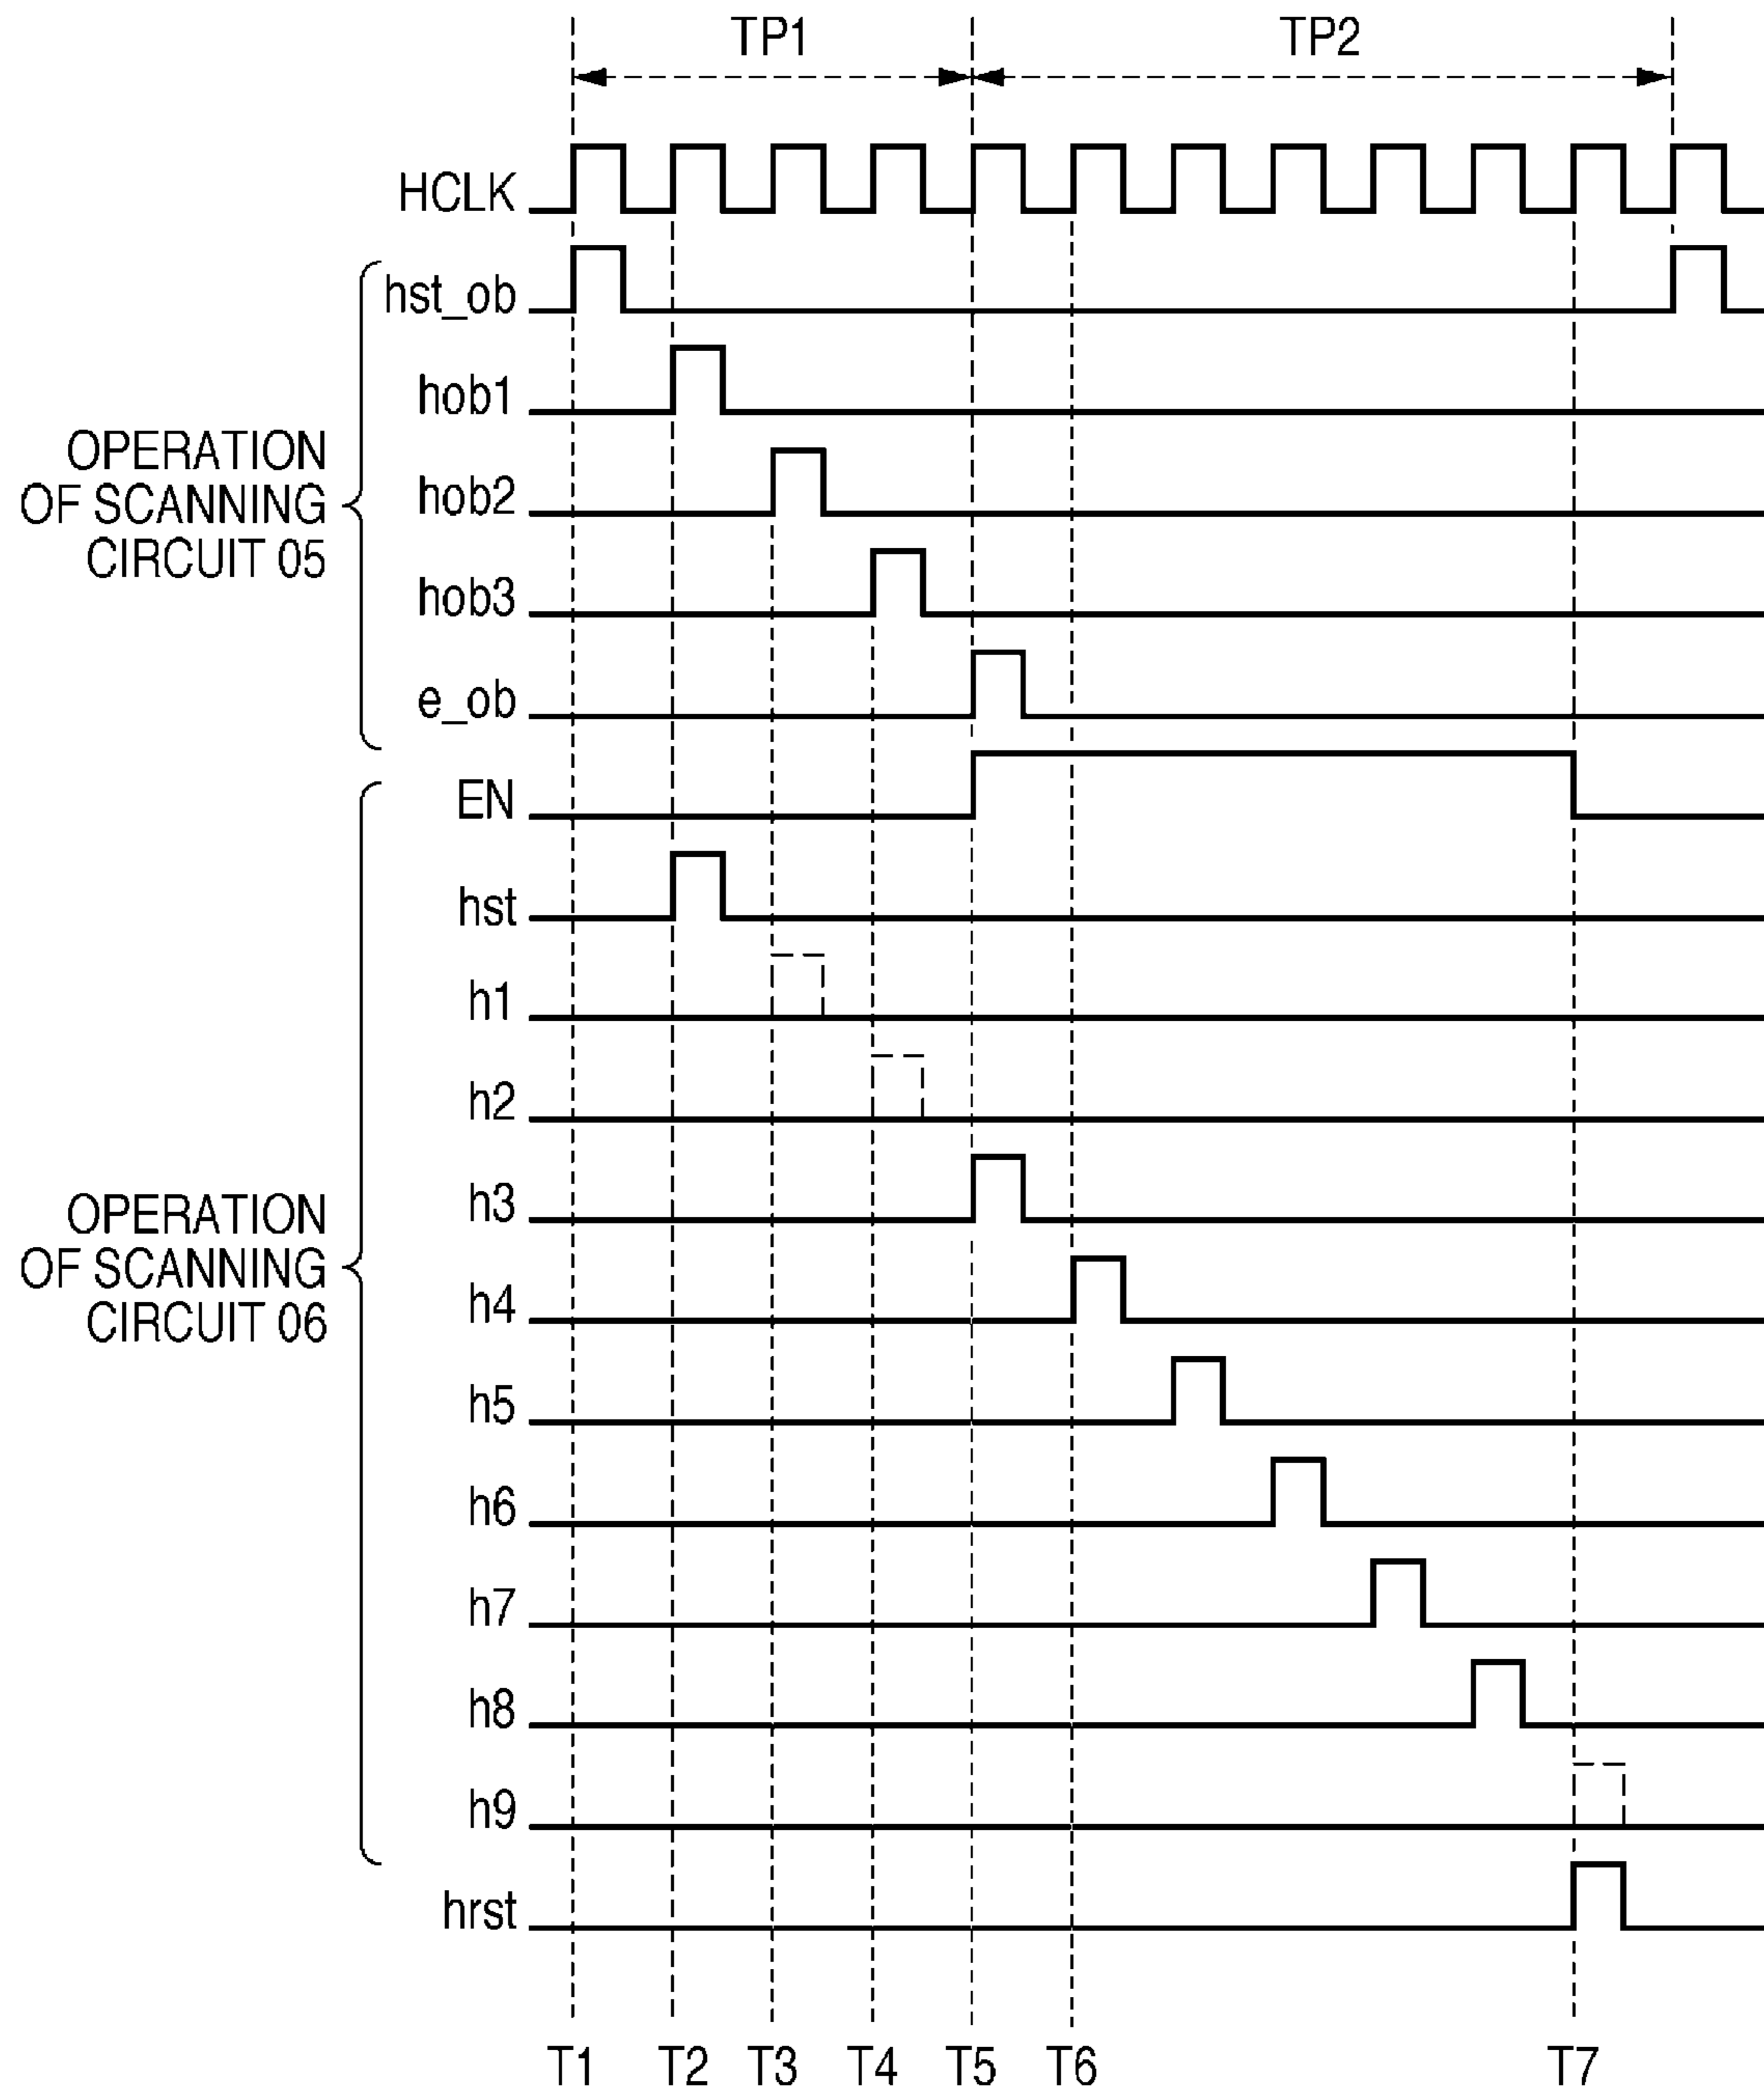 TP1 TP2
HCLK
hst_ob
hob1
OPERATION
OF SCANNING
CIRCUIT 05
hob2
hob3
e_ob
EN
hst
h1
h2
OPERATION
OF SCANNING
CIRCUIT 06
h3
h4
h5
h6
h7
h8
h9
hrst
T1 T2 T3 T4 T5 T6 T7